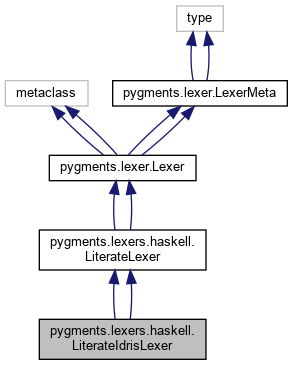 type
metaclass
pygments.lexer.LexerMeta
pygments.lexer.Lexer
pygments.lexers.haskell.
LiterateLexer
pygments.lexers.haskell.
LiterateIdrisLexer